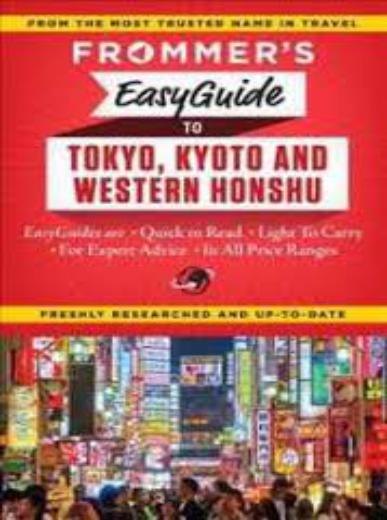 FROM THE MOST TRUSTED NAME IN TRAVEL
FROMMER'S
EasyGuide
TO
TOKYO, KYOTO AND
WESTERN HONSHU
EasyGuides are • Quick to Read • Light To Carry
• For Expert Advice • In All Price Ranges
FRESHLY RESEARCHED AND UP-TO-DATE